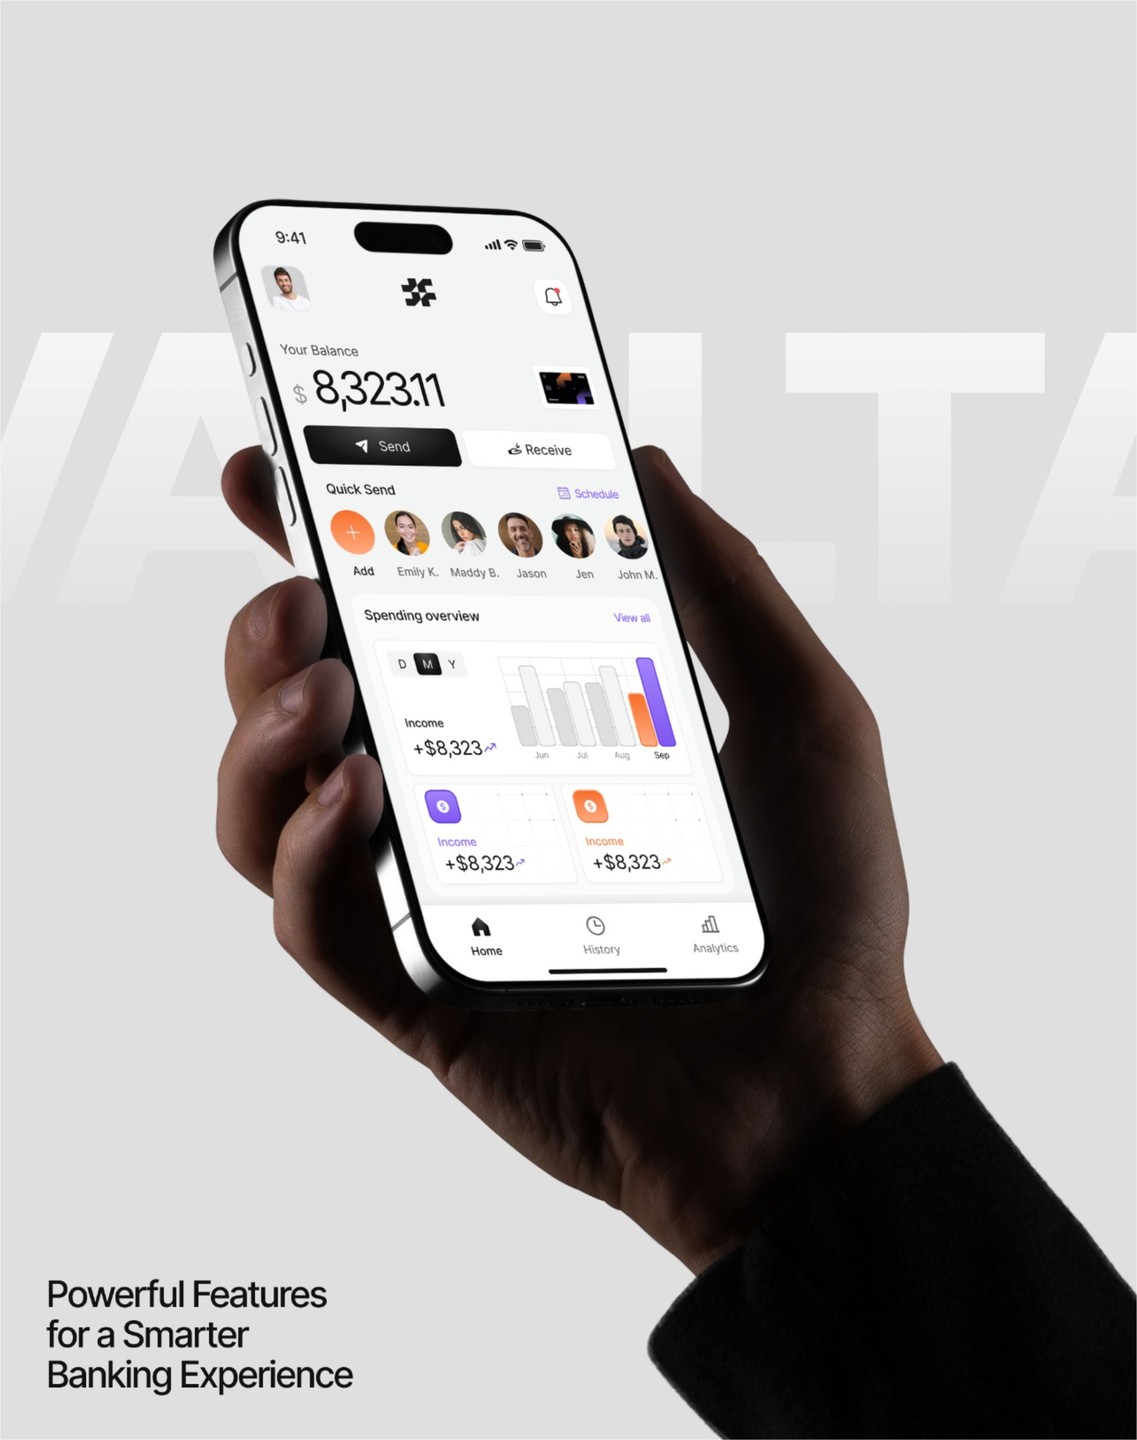 9:41
Your Balance
$ 8,323.11
Send
Receive
Quick Send
Schedule
Add
Emily K.
Maddy B.
Jason
Jen
John M.
Spending overview
View all
D M Y
Income
+$8,323
Jun Jul Aug Sep
Income
+$8,323
Income
+$8,323
Home
History
Analytics
Powerful Features
for a Smarter
Banking Experience